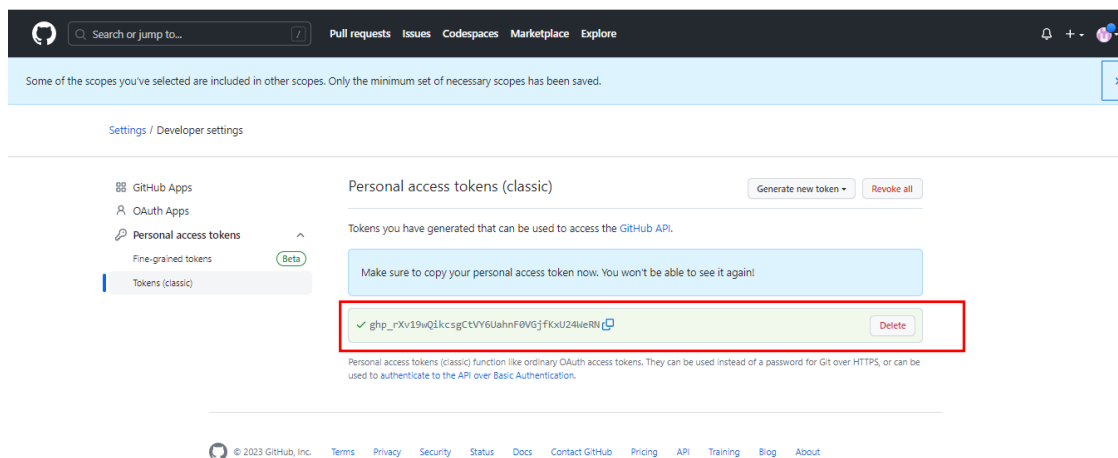 Search or jump to... / Pull requests Issues Codespaces Marketplace Explore
Some of the scopes you've selected are included in other scopes. Only the minimum set of necessary scopes has been saved.
Settings / Developer settings
GitHub Apps
OAuth Apps
Personal access tokens
Fine-grained tokens Beta
Tokens (classic)
Personal access tokens (classic) Generate new token Revoke all
Tokens you have generated that can be used to access the GitHub API.
Make sure to copy your personal access token now. You won't be able to see it again!
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 Delete
Personal access tokens (classic) function like ordinary OAuth access tokens. They can be used instead of a password for Git over HTTPS, or can be
used to authenticate to the API over Basic Authentication.
© 2023 GitHub, Inc. Terms Privacy Security Status Docs Contact GitHub Pricing API Training Blog About